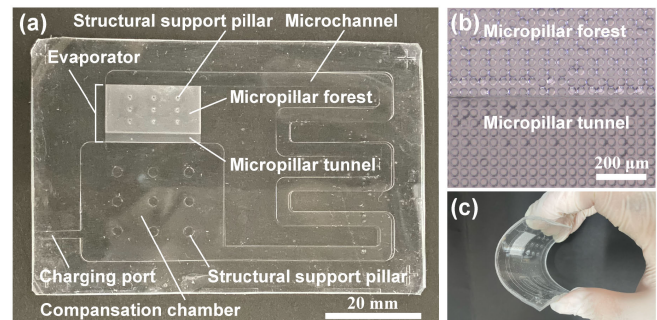 (a)
Structural support pillar
Microchannel
Evaporator
Micropillar forest
Micropillar tunnel
Charging port
Structural support pillar
Compansation chamber
20 mm
(b)
Micropillar forest
Micropillar tunnel
200 μm
(c)